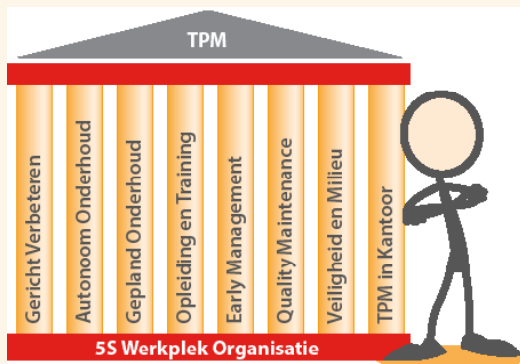 TPM
Gericht Verbeteren
Autonoom Onderhoud
Gepland Onderhoud
Opleiding en Training
Early Management
Quality Maintenance
Veiligheid en Milieu
TPM in Kantoor
5S Werkplek Organisatie